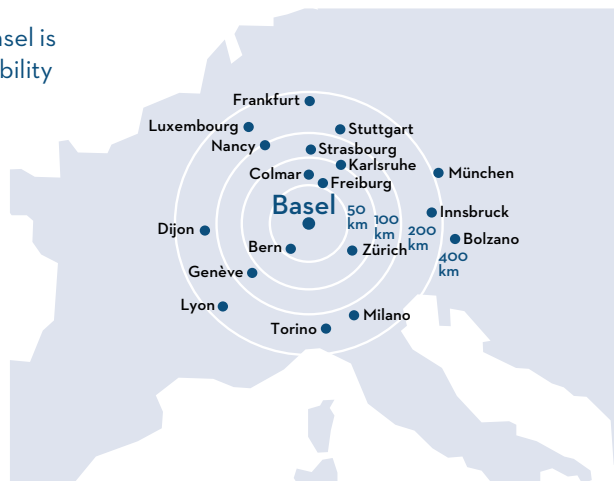 asel is
bility
Frankfurt
Luxembourg
Stuttgart
Nancy
Strasbourg
Karlsruhe
Colmar
München
Freiburg
Basel
50
km
100
km
Innsbruck
Dijon
200
km
Bolzano
Bern
Zürich
400
km
Genève
Lyon
Milano
Torino